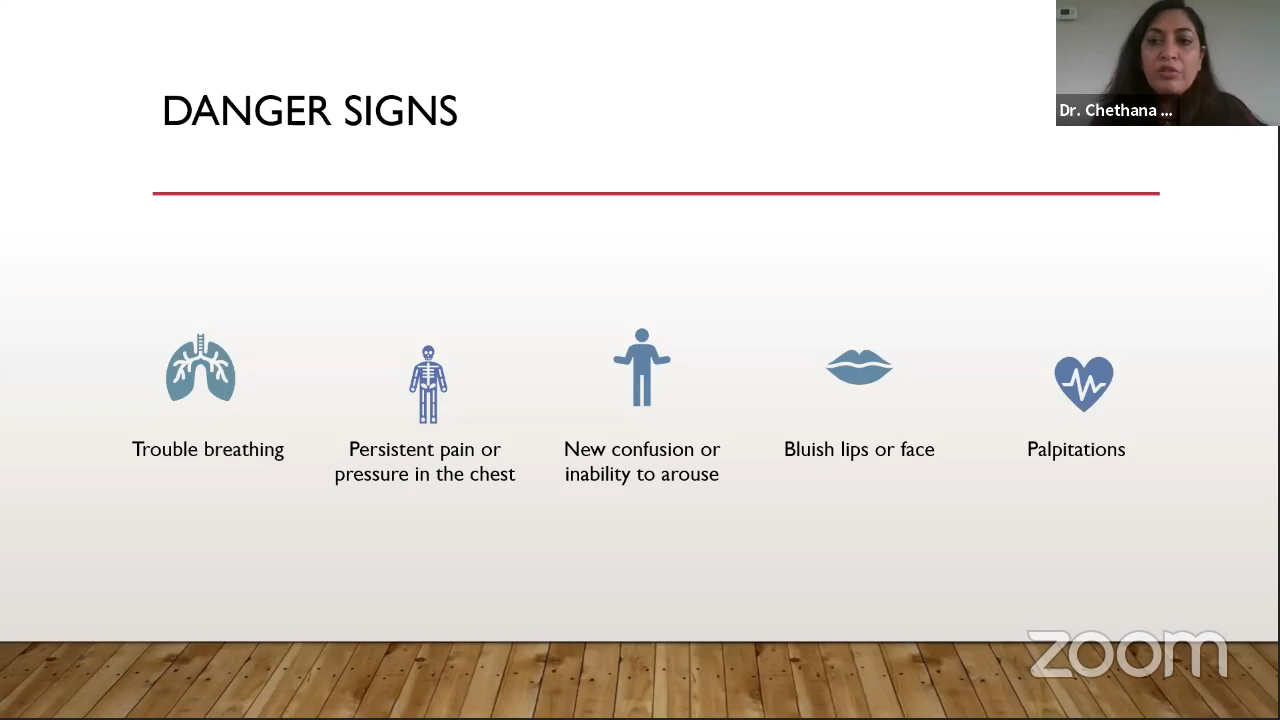 DANGER SIGNS
Dr. Chethana ...
Trouble breathing
Persistent pain or
pressure in the chest
New confusion or
inability to arouse
Bluish lips or face
Palpitations
zoom